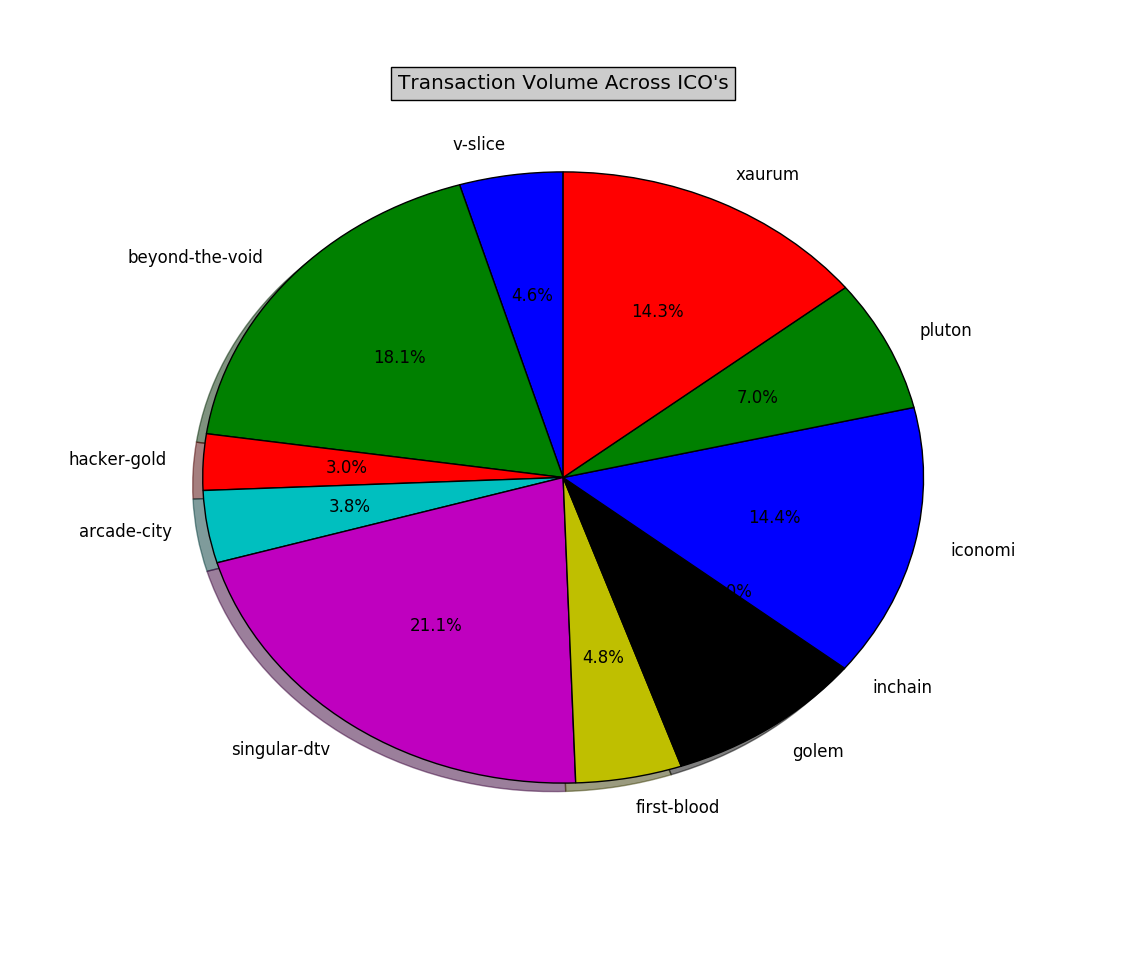 Transaction Volume Across ICO's
v-slice
xaurum
beyond-the-void
pluton
4.6%
14.3%
18.1%
7.0%
hacker-gold
3.0%
arcade-city
3.8%
14.4%
iconomi
0%
21.1%
4.8%
inchain
singular-dtv
golem
first-blood